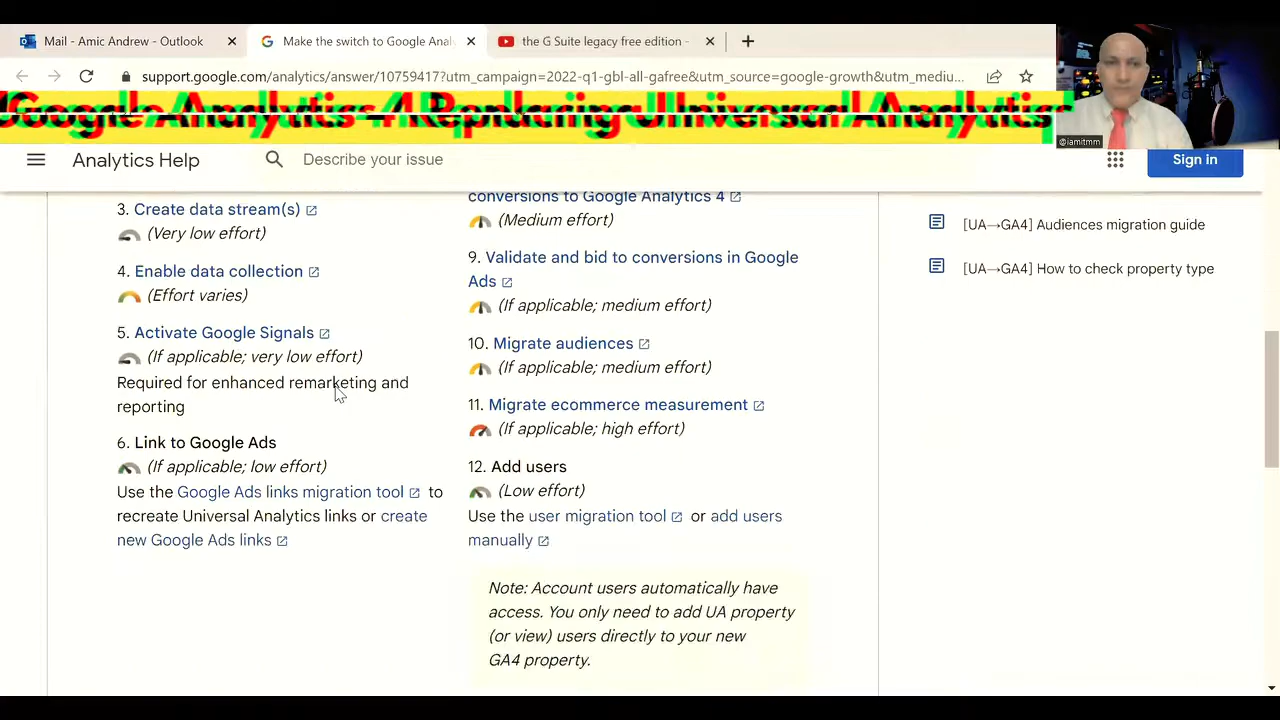 Mail - Amic Andrew - Outlook
Make the switch to Google Anal
the G Suite legacy free edition -
support.google.com/analytics/answer/10759417?utm_campaign=2022-q1-gbl-all-gafree&utm_source=google-growth&utm_mediu...
Google Analytics 4 Replacing Universal Analytics
@iamitmrn
Analytics Help
Describe your issue
Sign in
3. Create data stream(s)
(Very low effort)
4. Enable data collection
(Effort varies)
5. Activate Google Signals
(If applicable; very low effort)
Required for enhanced remarketing and
reporting
6. Link to Google Ads
(If applicable; low effort)
Use the Google Ads links migration tool to
recreate Universal Analytics links or create
new Google Ads links
conversions to Google Analytics 4
(Medium effort)
9. Validate and bid to conversions in Google
Ads
(If applicable; medium effort)
10. Migrate audiences
(If applicable; medium effort)
11. Migrate ecommerce measurement
(If applicable; high effort)
12. Add users
(Low effort)
Use the user migration tool or add users
manually
Note: Account users automatically have
access. You only need to add UA property
(or view) users directly to your new
GA4 property.
[UA→GA4] Audiences migration guide
[UA→GA4] How to check property type